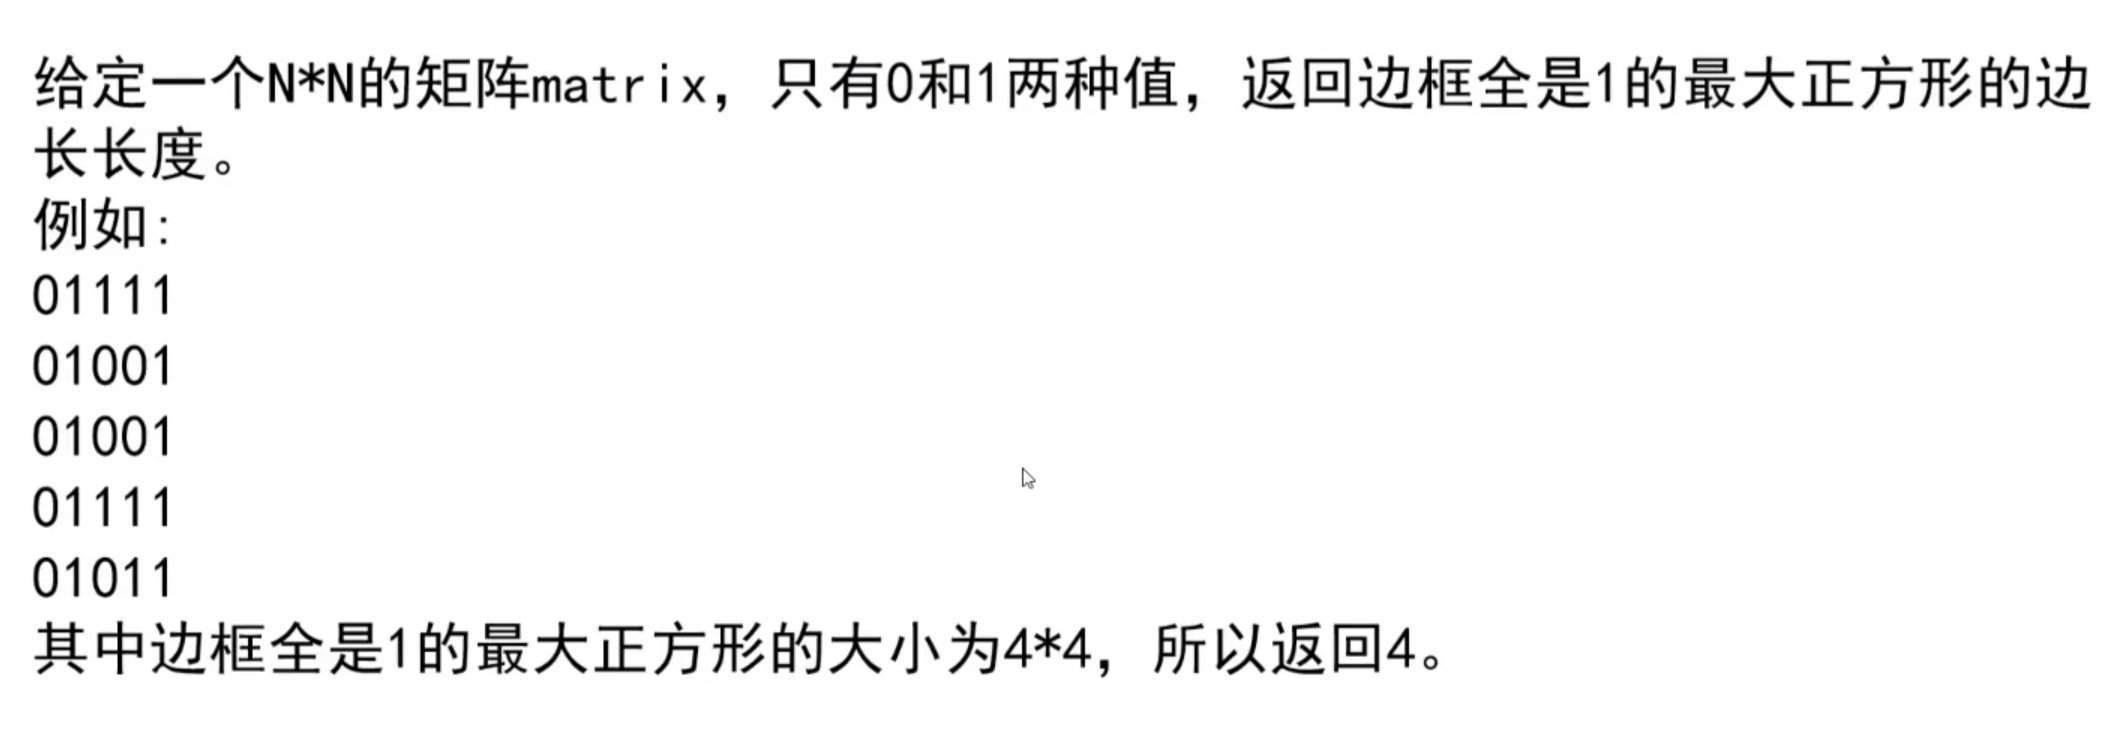 给定一个N*N的矩阵matrix，只有0和1两种值，返回边框全是1的最大正方形的边
长长度。
例如：
01111
01001
01001
01111
01011
其中边框全是1的最大正方形的大小为4*4，所以返回4。